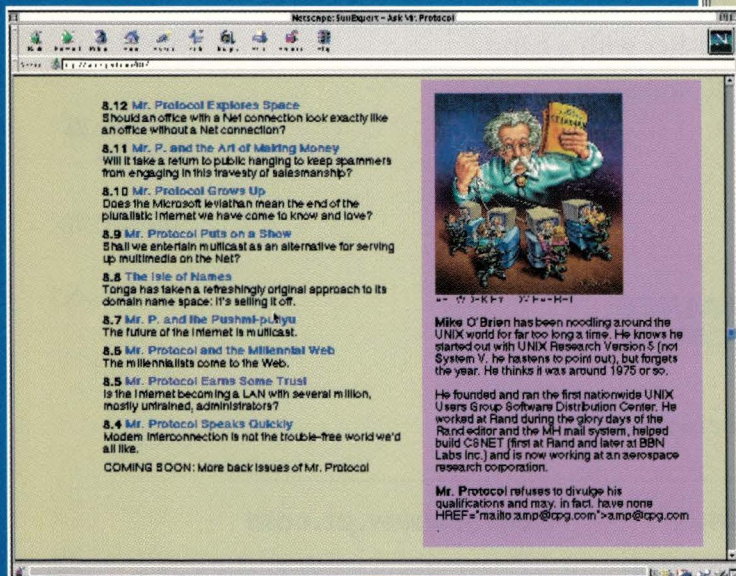 Netscape: SunExpert – Ask Mr. Protocol
N
8.12 Mr. Protocol Explores Space
Should an office with a Net connection look exactly like
an office without a Net connection?
8.11 Mr. P. and the Art of Making Money
Will it take a return to public hanging to keep spammers
from engaging in this travesty of salesmanship?
8.10 Mr. Protocol Grows Up
Does the Microsoft leviathan mean the end of the
pluralistic Internet we have come to know and love?
8.9 Mr. Protocol Puts on a Show
Shall we entertain multicast as an alternative for serving
up multimedia on the Net?
8.8 The Isle of Names
Tonga has taken a refreshingly original approach to its
domain name space: it's selling it off.
8.7 Mr. P. and the Pushmi-pullyu
The future of the Internet is multicast.
8.6 Mr. Protocol and the Millennial Web
The millennialists come to the Web.
8.5 Mr. Protocol Earns Some Trust
Is the Internet becoming a LAN with several million,
mostly untrained, administrators?
8.4 Mr. Protocol Speaks Quickly
Modem interconnection is not the trouble-free world we'd
all like.
COMING SOON: More back issues of Mr. Protocol
Mike O'Brien has been noodling around the
UNIX world for far too long a time. He knows he
started out with UNIX Research Version 5 (not
System V, he hastens to point out), but forgets
the year. He thinks it was around 1975 or so.
He founded and ran the first nationwide UNIX
Users Group Software Distribution Center. He
worked at Rand during the glory days of the
Rand editor and the MH mail system, helped
build CSNET (first at Rand and later at BBN
Labs Inc.) and is now working at an aerospace
research corporation.
Mr. Protocol refuses to divulge his
qualifications and may, in fact, have none
HREF="mailto:amp@cpg.com">amp@cpg.com
.